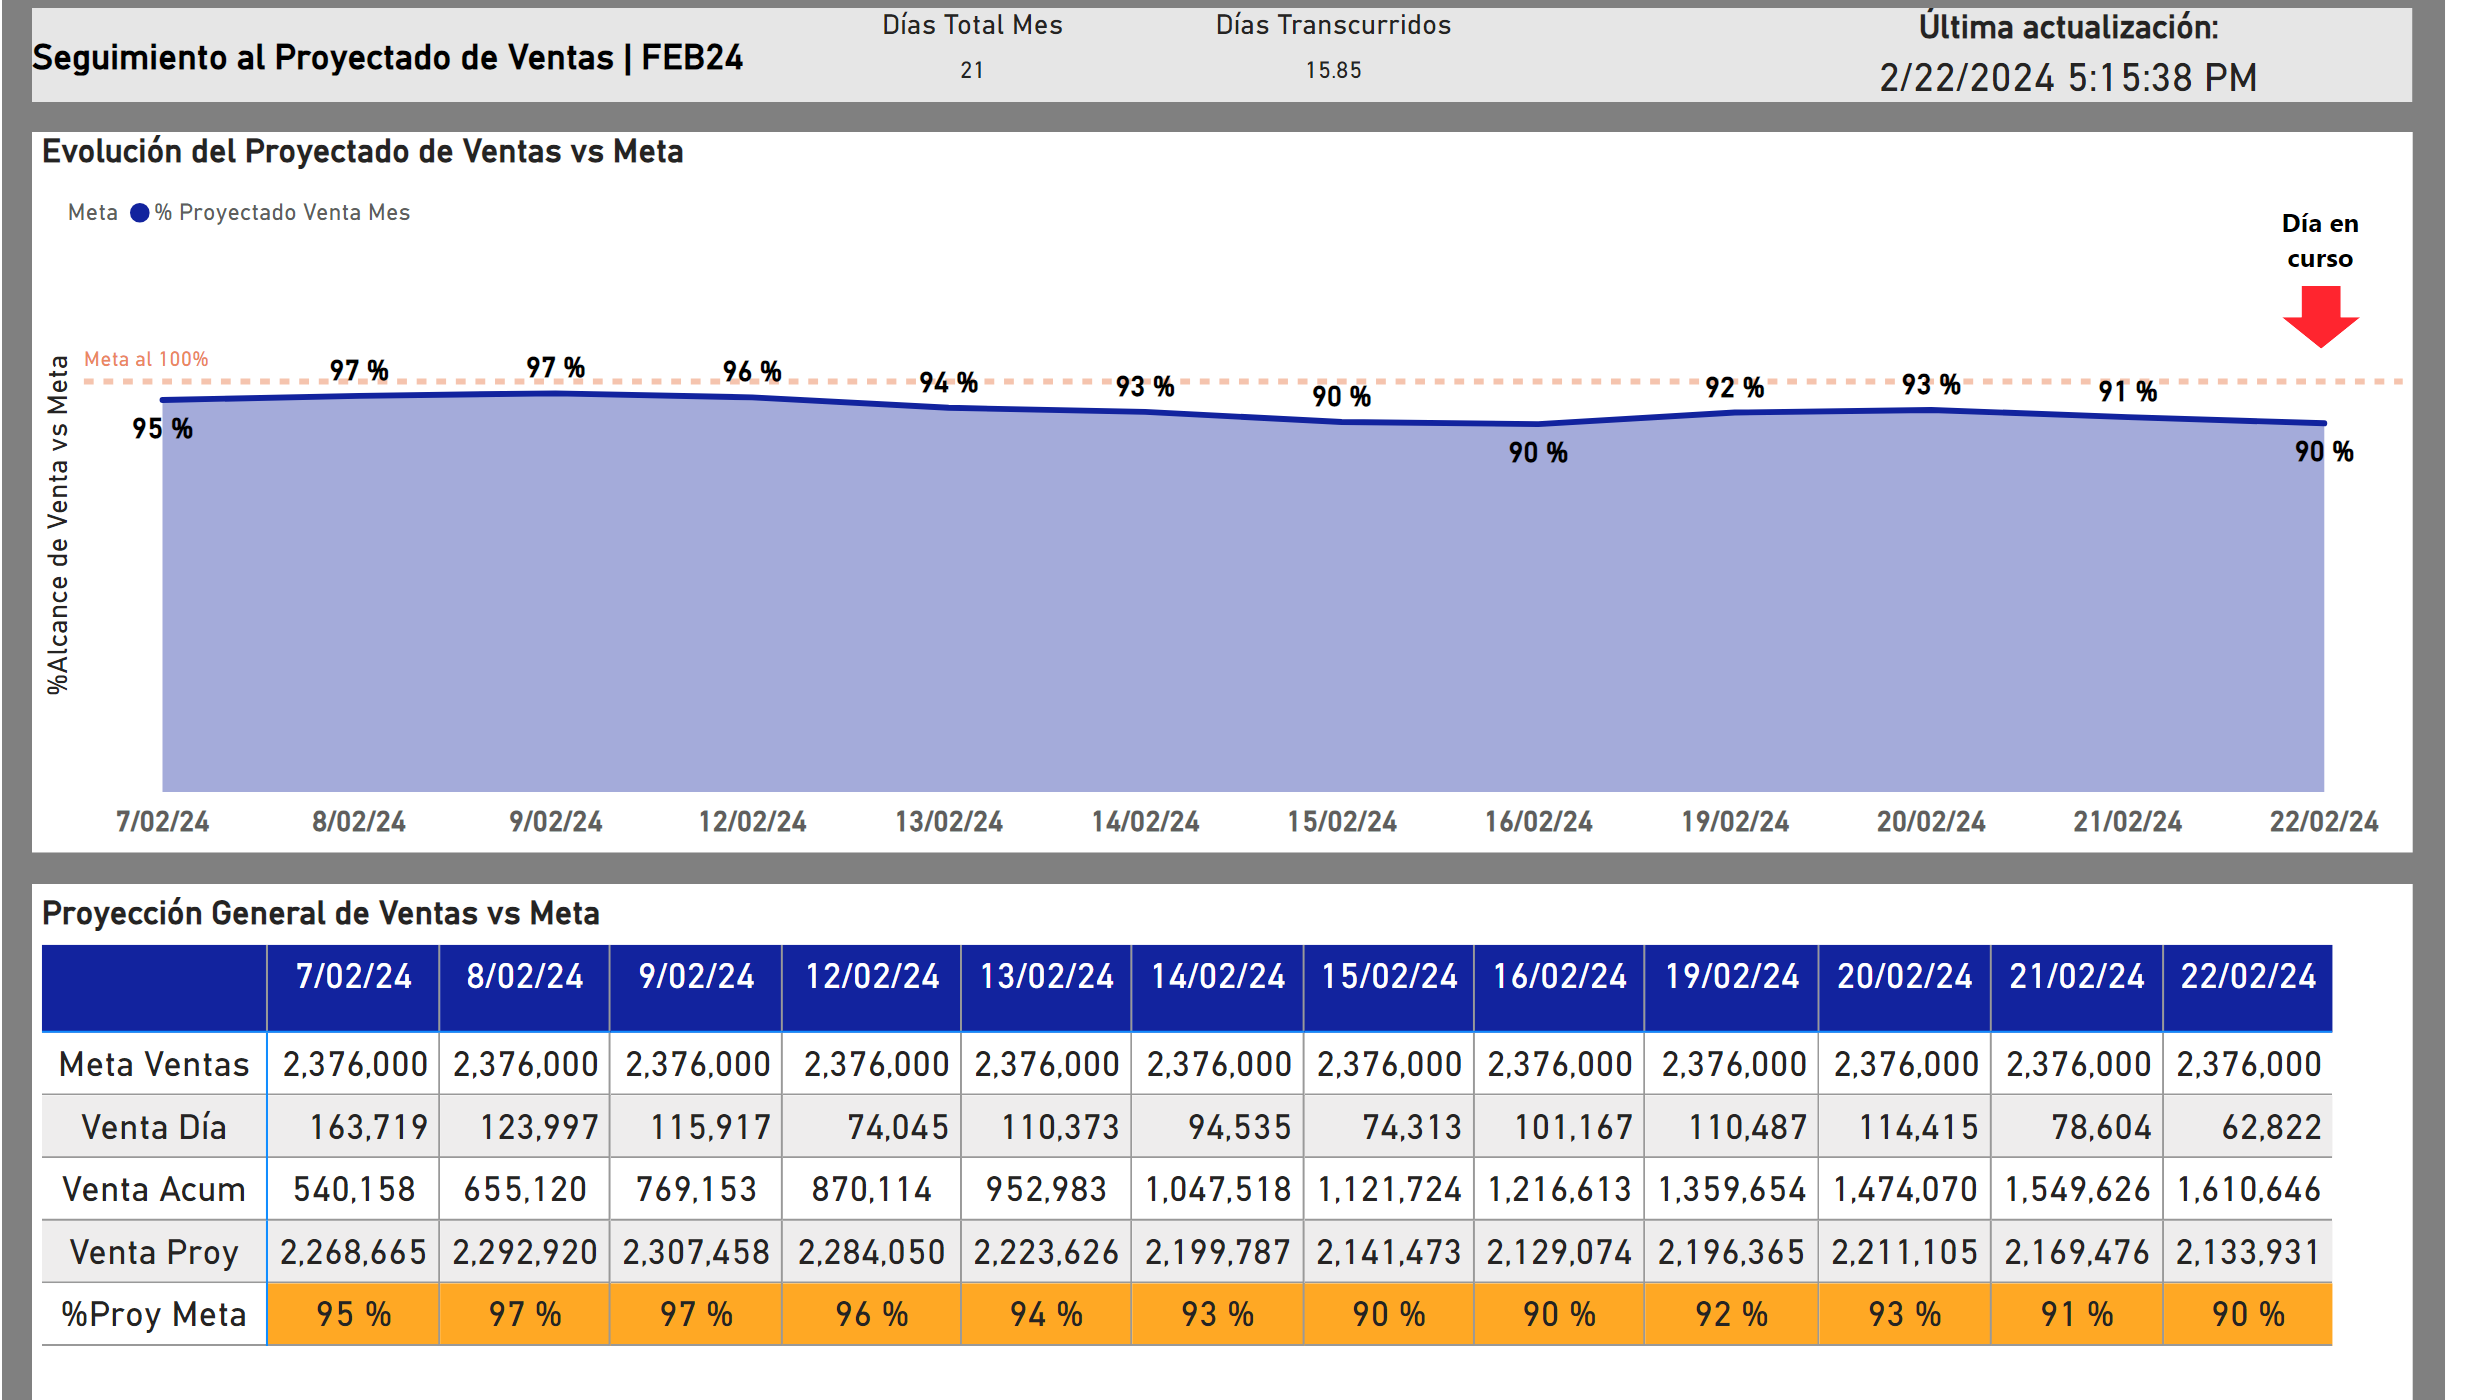 Seguimiento al Proyectado de Ventas | FEB24
Días Total Mes
21
Días Transcurridos
15.85
Última actualización:
2/22/2024 5:15:38 PM
Evolución del Proyectado de Ventas vs Meta
Meta % Proyectado Venta Mes
Día en
curso
%Alcance de Venta vs Meta
Meta al 100%
95 % 97 % 97 % 96 % 94 % 93 % 90 % 90 % 92 % 93 % 91 % 90 %
7/02/24 8/02/24 9/02/24 12/02/24 13/02/24 14/02/24 15/02/24 16/02/24 19/02/24 20/02/24 21/02/24 22/02/24
Proyección General de Ventas vs Meta
7/02/24 8/02/24 9/02/24 12/02/24 13/02/24 14/02/24 15/02/24 16/02/24 19/02/24 20/02/24 21/02/24 22/02/24
Meta Ventas 2,376,000 2,376,000 2,376,000 2,376,000 2,376,000 2,376,000 2,376,000 2,376,000 2,376,000 2,376,000 2,376,000 2,376,000
Venta Día 163,719 123,997 115,917 74,045 110,373 94,535 74,313 101,167 110,487 114,415 78,604 62,822
Venta Acum 540,158 655,120 769,153 870,114 952,983 1,047,518 1,121,724 1,216,613 1,359,654 1,474,070 1,549,626 1,610,646
Venta Proy 2,268,665 2,292,920 2,307,458 2,284,050 2,223,626 2,199,787 2,141,473 2,129,074 2,196,365 2,211,105 2,169,476 2,133,931
%Proy Meta 95 % 97 % 97 % 96 % 94 % 93 % 90 % 90 % 92 % 93 % 91 % 90 %